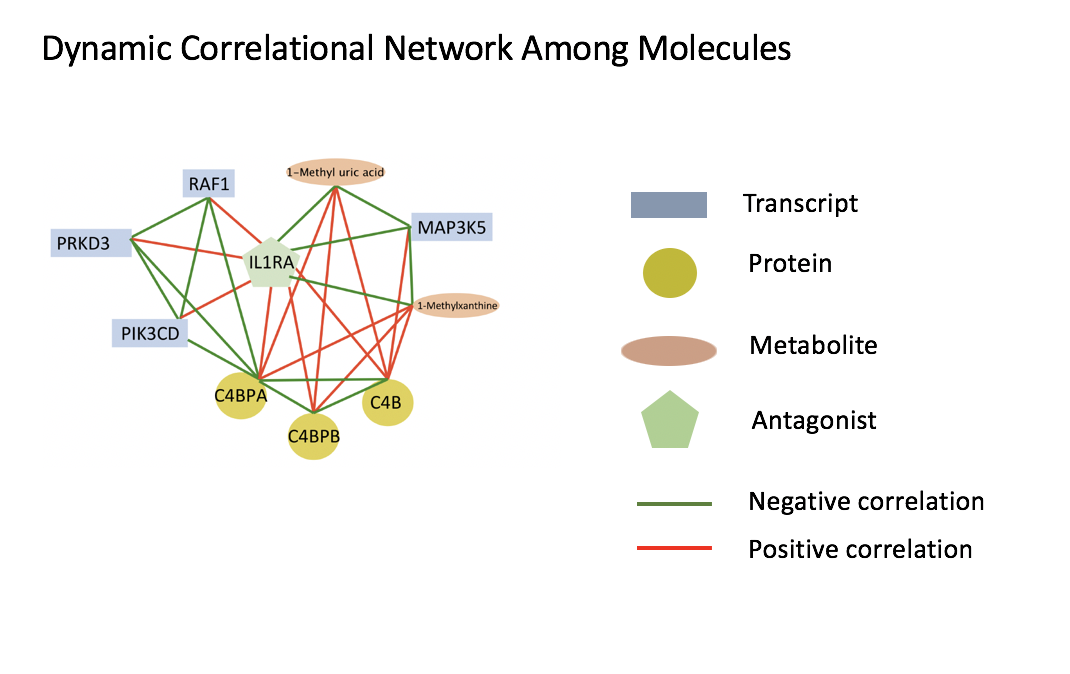 Dynamic Correlational Network Among Molecules
1-Methyl uric acid
RAF1
MAP3K5
PRKD3
IL1RA
1-Methylxanthine
PIK3CD
C4BPA
C4B
C4BPB
Transcript
Protein
Metabolite
Antagonist
Negative correlation
Positive correlation